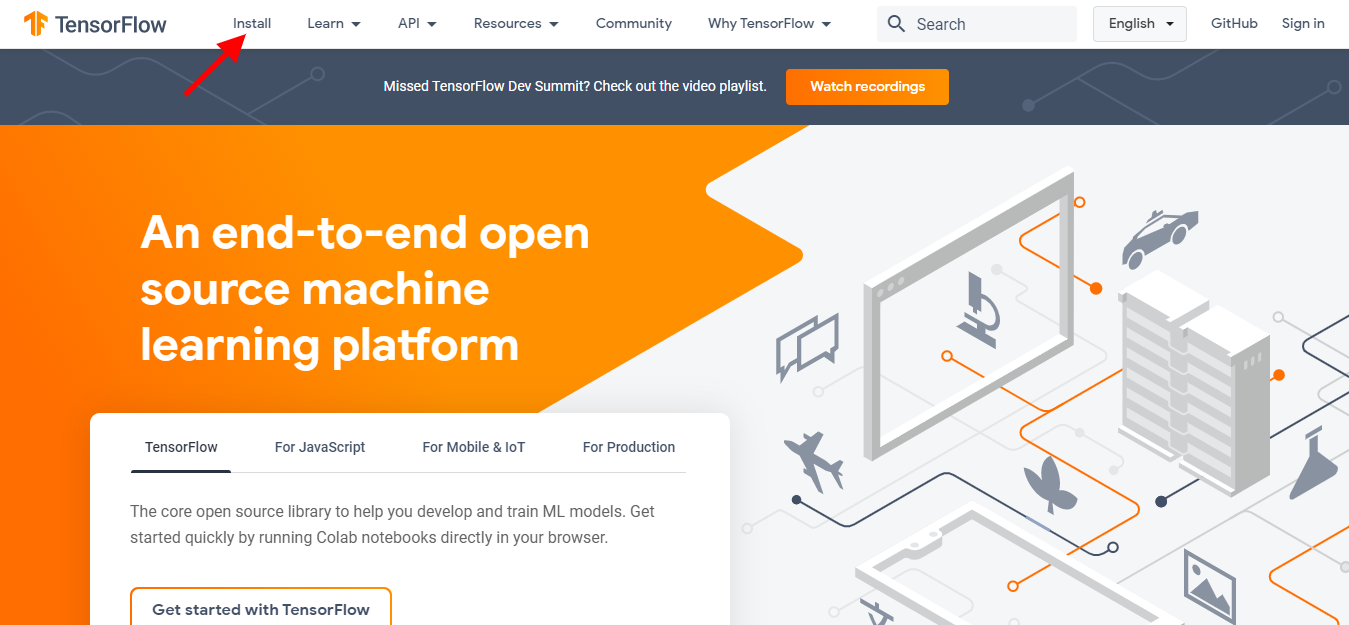 TensorFlow Install Learn API Resources Community Why TensorFlow Search English GitHub Sign in
Missed TensorFlow Dev Summit? Check out the video playlist. Watch recordings
An end-to-end open
source machine
learning platform
TensorFlow For JavaScript For Mobile & IoT For Production
The core open source library to help you develop and train ML models. Get
started quickly by running Colab notebooks directly in your browser.
Get started with TensorFlow